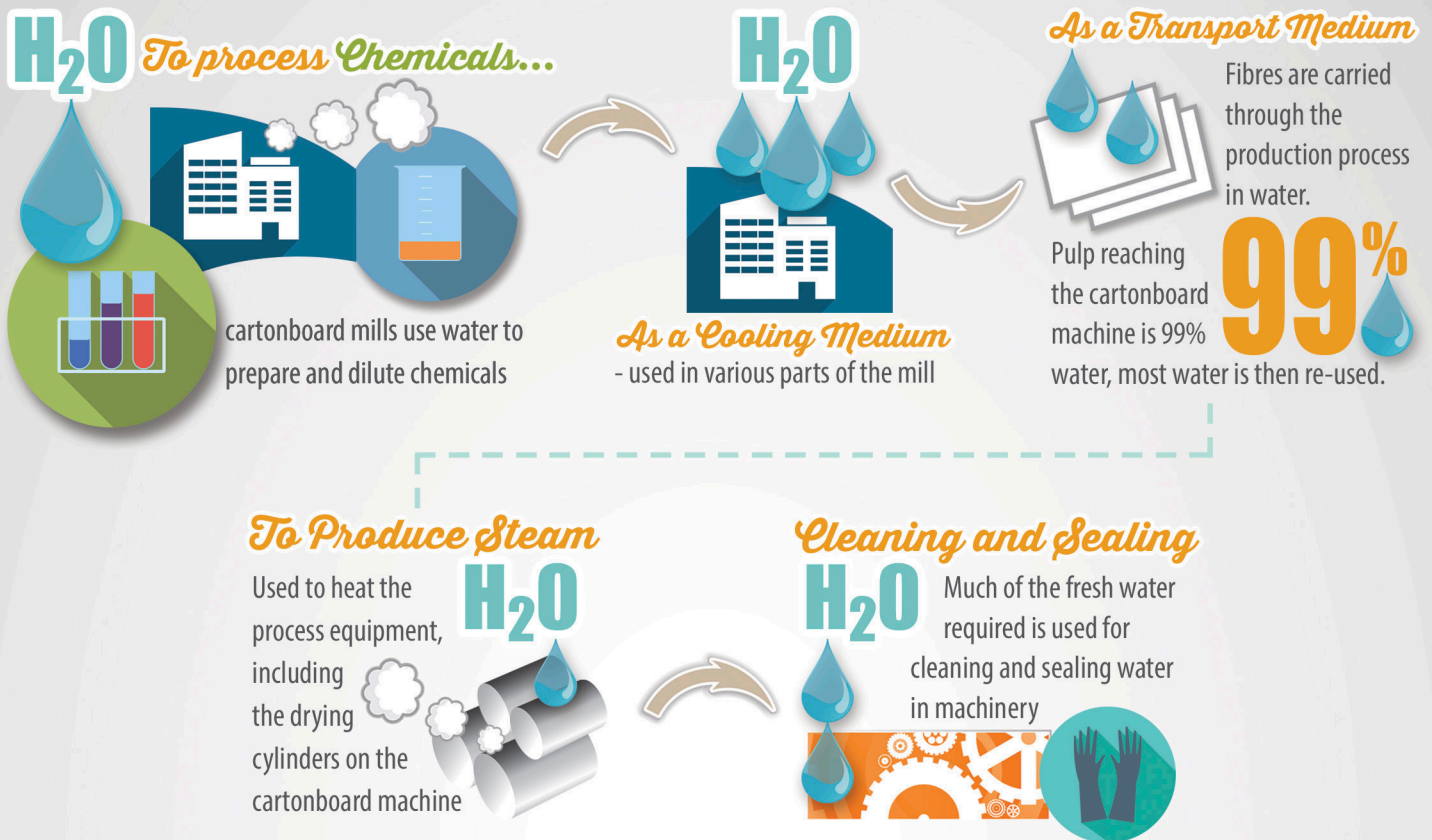 H₂O To process Chemicals...
cartonboard mills use water to
prepare and dilute chemicals
H₂O
As a Cooling Medium
- used in various parts of the mill
As a Transport Medium
Fibres are carried
through the
production process
in water.
Pulp reaching
the cartonboard
machine is 99%
water, most water is then re-used.
99%
To Produce Steam
H₂O
Used to heat the
process equipment,
including
the drying
cylinders on the
cartonboard machine
Cleaning and Sealing
H₂O
Much of the fresh water
required is used for
cleaning and sealing water
in machinery